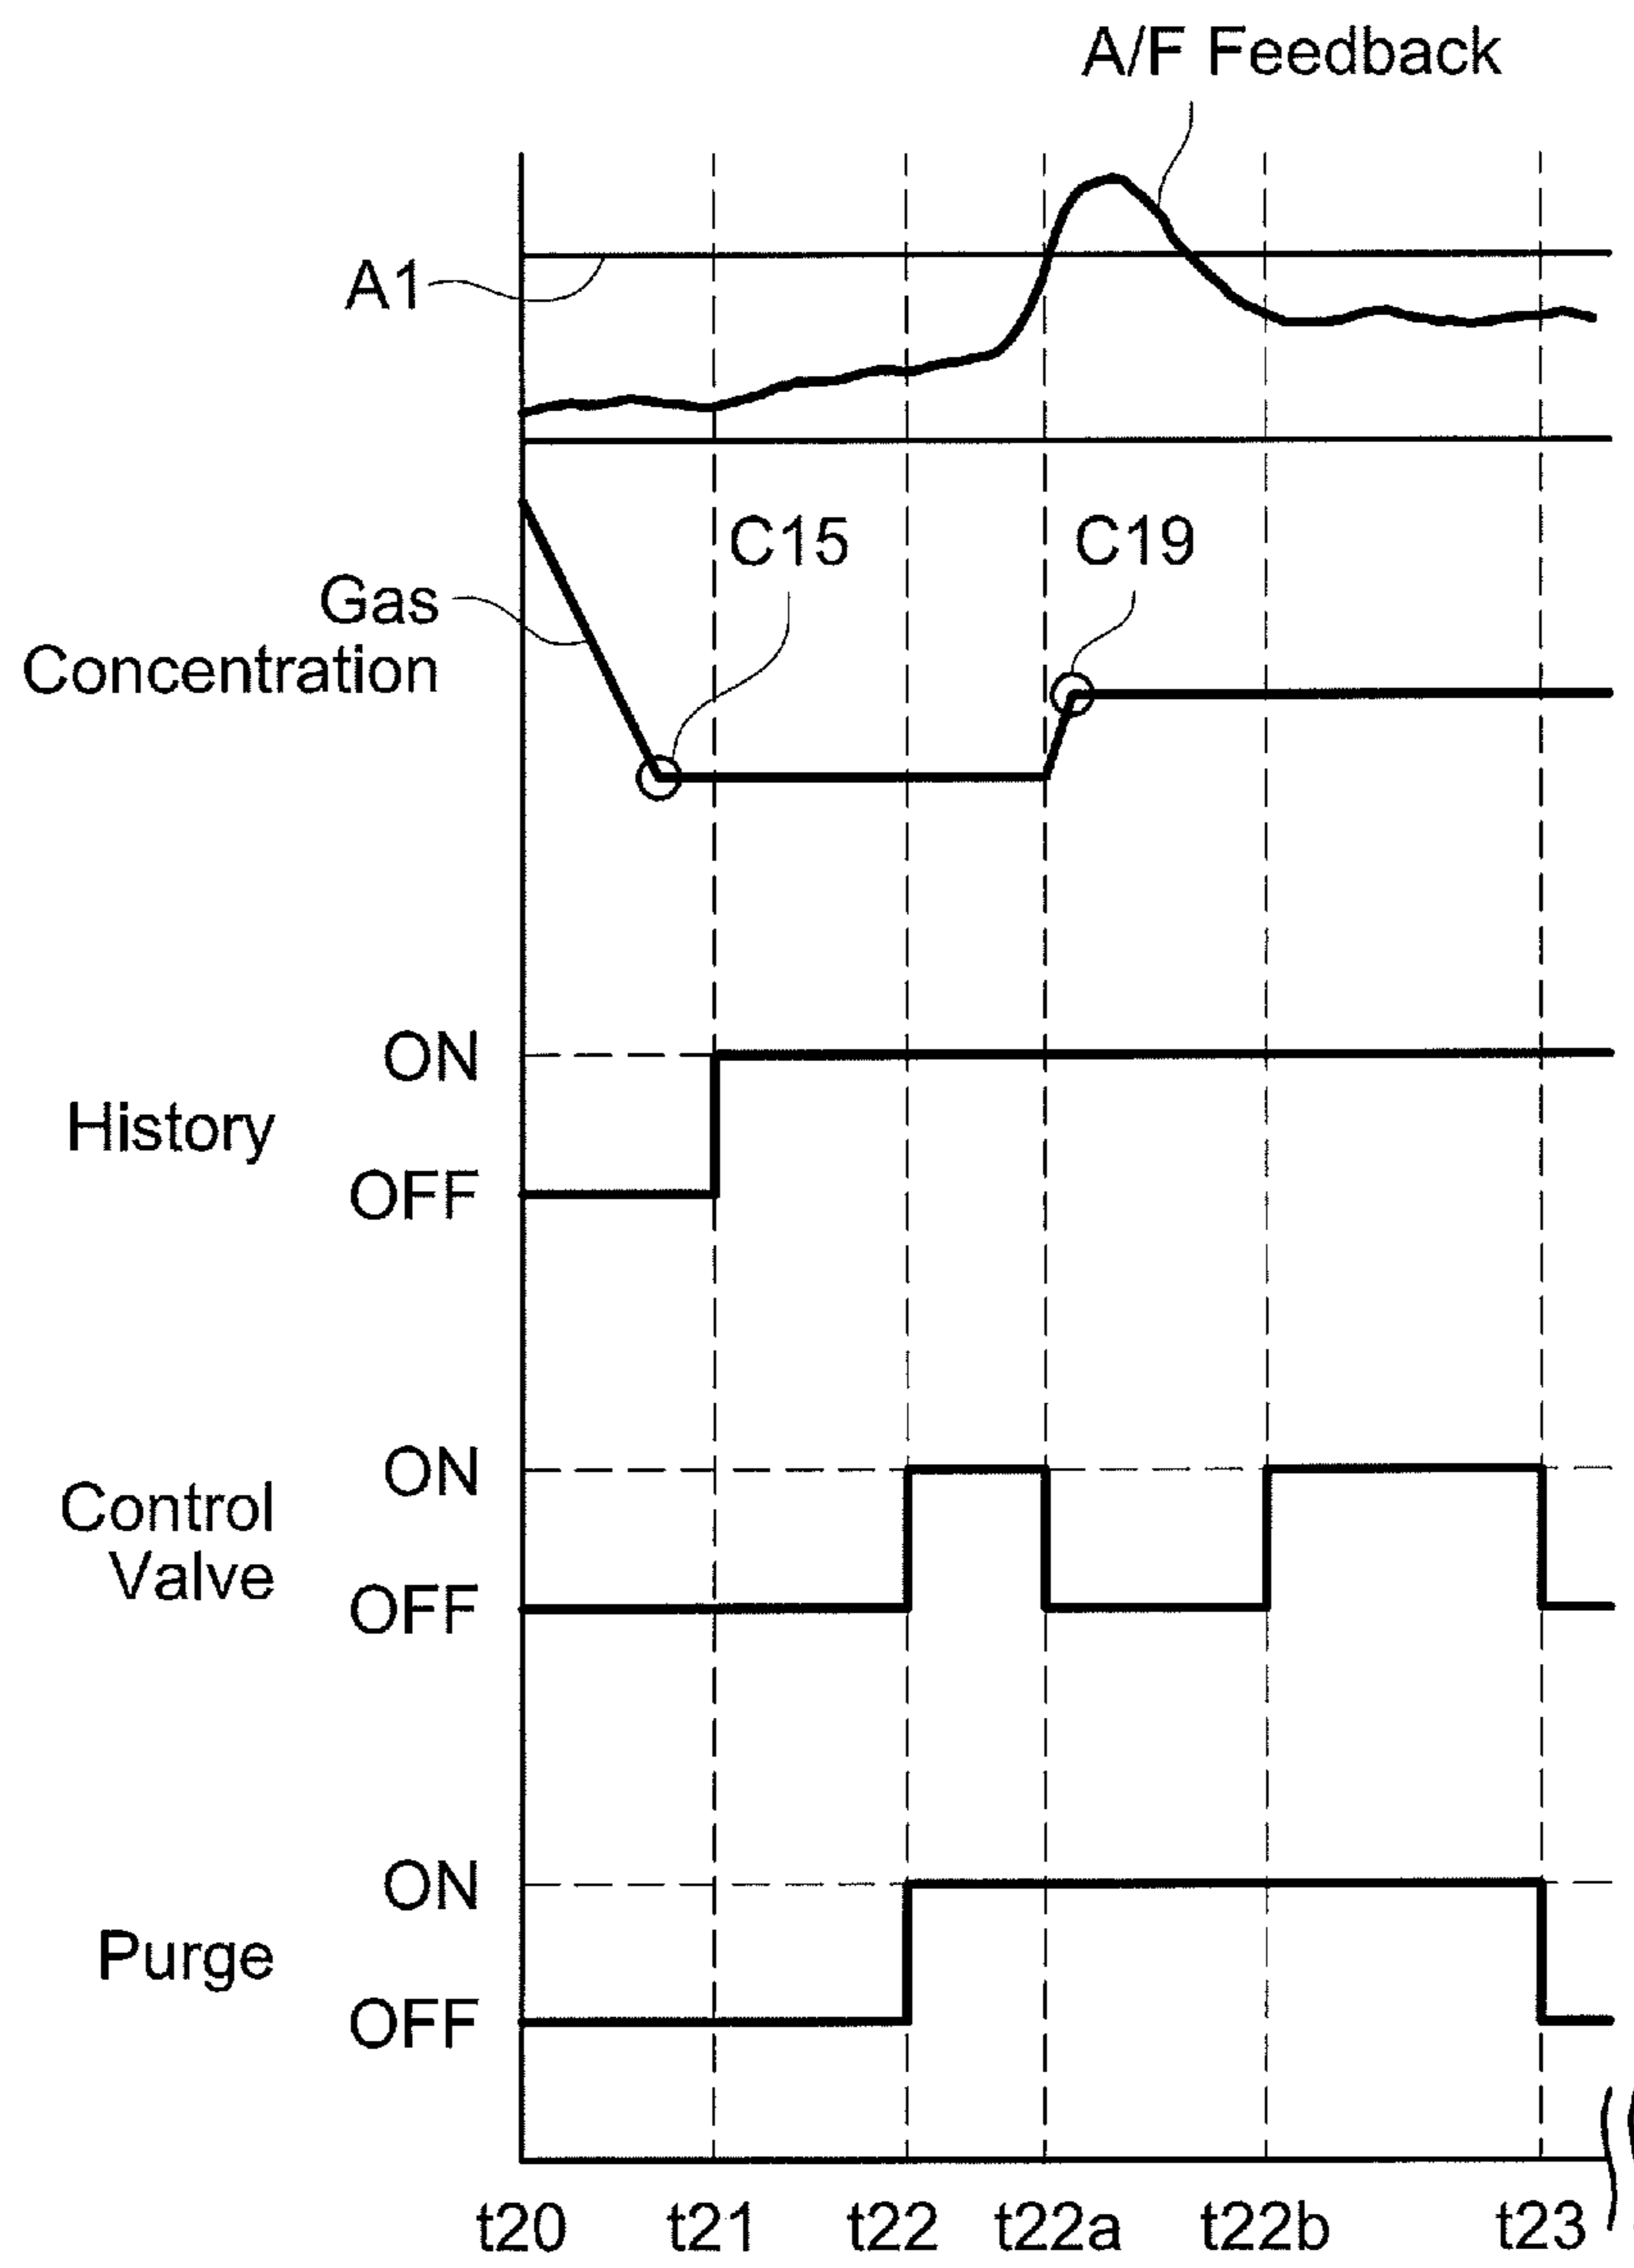 A/F Feedback
A1
C15
C19
Gas
Concentration
ON
History
OFF
ON
Control
Valve
OFF
ON
Purge
OFF
t20
t21
t22
t22a
t22b
t23